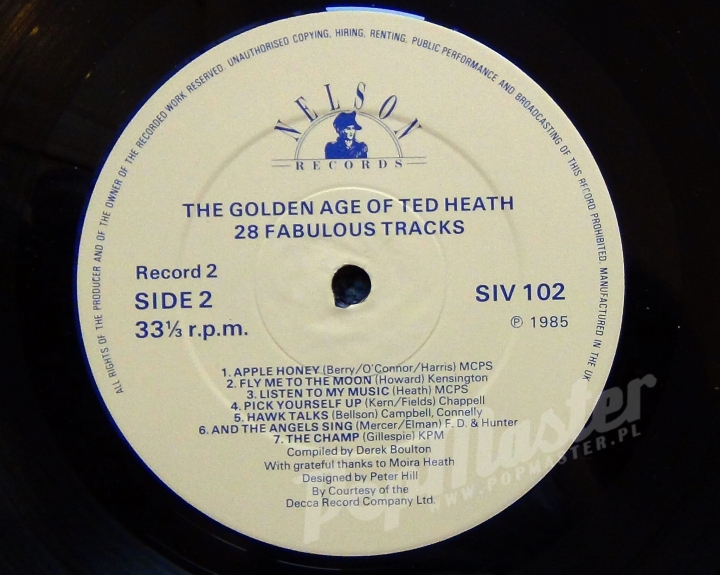 ALL RIGHTS OF THE PRODUCER AND OF THE OWNER OF THE RECORDED WORK RESERVED. UNAUTHORISED COPYING, HIRING, RENTING, PUBLIC PERFORMANCE AND BROADCASTING OF THIS RECORD PROHIBITED. MANUFACTURED IN THE UK.
NELSON
RECORDS
THE GOLDEN AGE OF TED HEATH
28 FABULOUS TRACKS
Record 2
SIDE 2
33⅓ r.p.m.
SIV 102
℗ 1985
1. APPLE HONEY (Berry/O'Connor/Harris) MCPS
2. FLY ME TO THE MOON (Howard) Kensington
3. LISTEN TO MY MUSIC (Heath) MCPS
4. PICK YOURSELF UP (Kern/Fields) Chappell
5. HAWK TALKS (Bellson) Campbell, Connelly
6. AND THE ANGELS SING (Mercer/Elman) F. D. & Hunter
7. THE CHAMP (Gillespie) KPM
Compiled by Derek Boulton
With grateful thanks to Moira Heath
Designed by Peter Hill
By Courtesy of the
Decca Record Company Ltd.
PopMaster
WWW.POPMASTER.PL